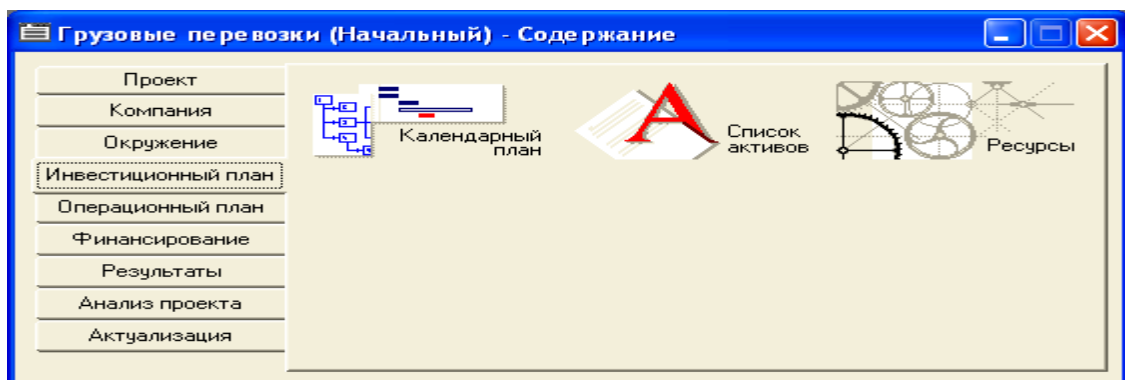 Грузовые перевозки (Начальный) - Содержание
Проект
Компания
Окружение
Инвестиционный план
Операционный план
Финансирование
Результаты
Анализ проекта
Актуализация
Календарный
план
А
Список
активов
Ресурсы